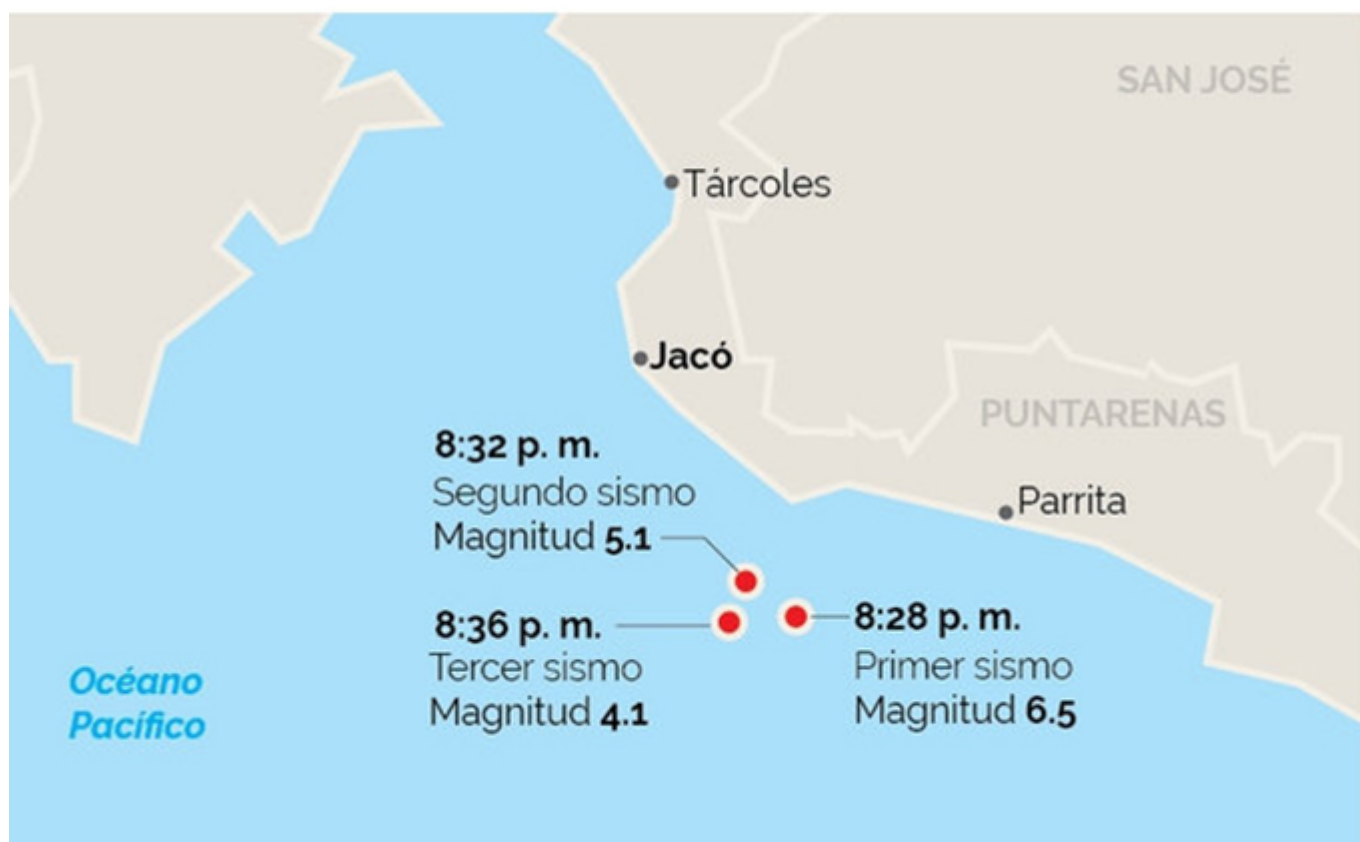 SAN JOSÉ
Tárcoles
Jacó
PUNTARENAS
8:32 p. m.
Segundo sismo
Magnitud 5.1
Parrita
8:36 p. m.
Tercer sismo
Magnitud 4.1
8:28 p. m.
Primer sismo
Magnitud 6.5
Océano
Pacífico